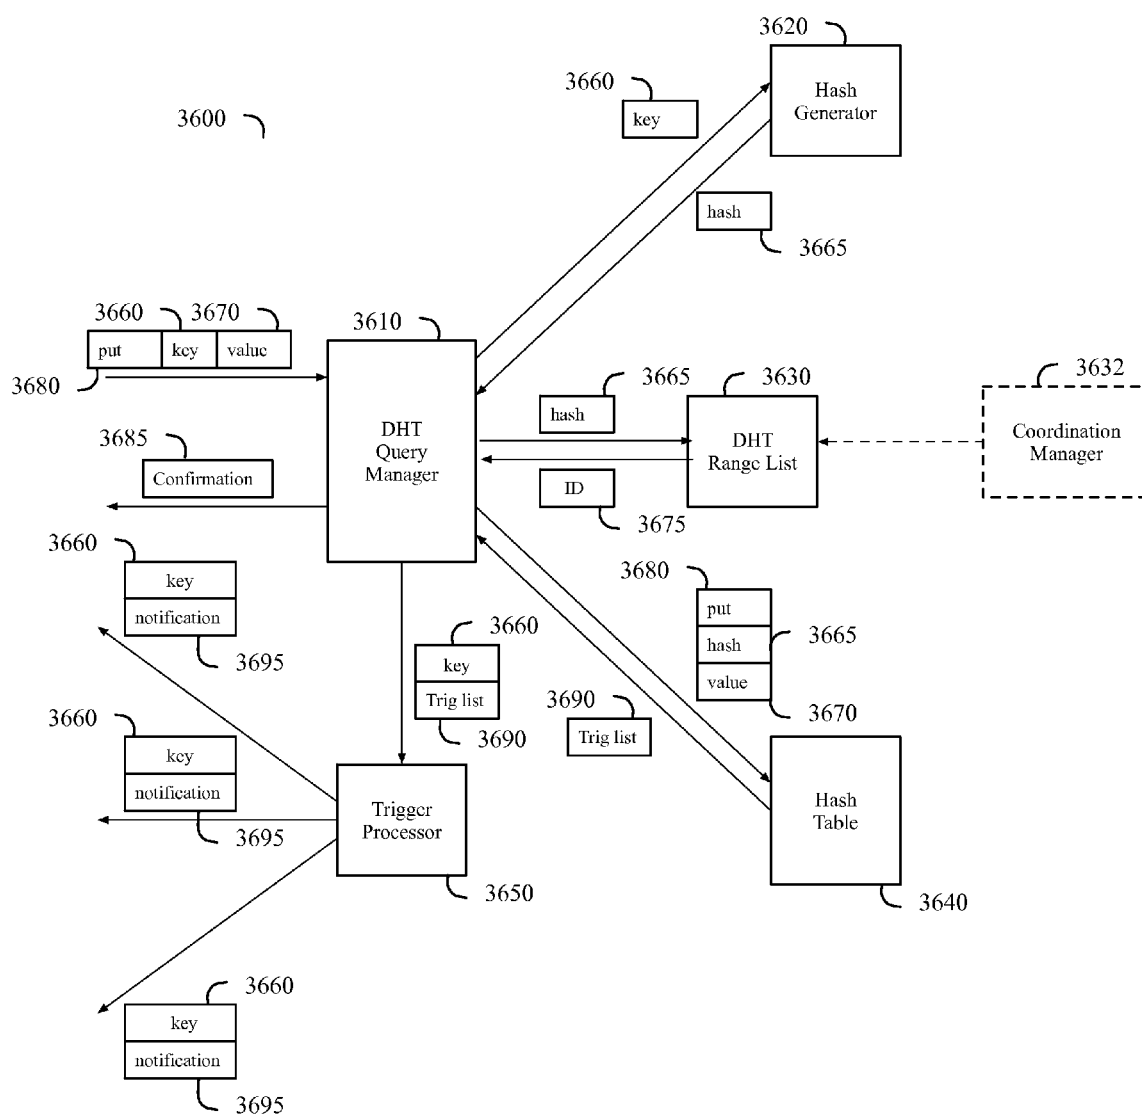 3620
3660
Hash
Generator
key
3600
hash
3665
3660
3670
3610
put
key
value
3680
3665
3630
3632
hash
DHT
Query
Manager
DHT
Range List
Coordination
Manager
3685
Confirmation
ID
3675
3660
key
notification
3695
3680
put
hash
value
3665
3670
3660
key
Trig list
3690
3690
Trig list
3660
key
notification
3695
Trigger
Processor
3650
Hash
Table
3640
3660
key
notification
3695